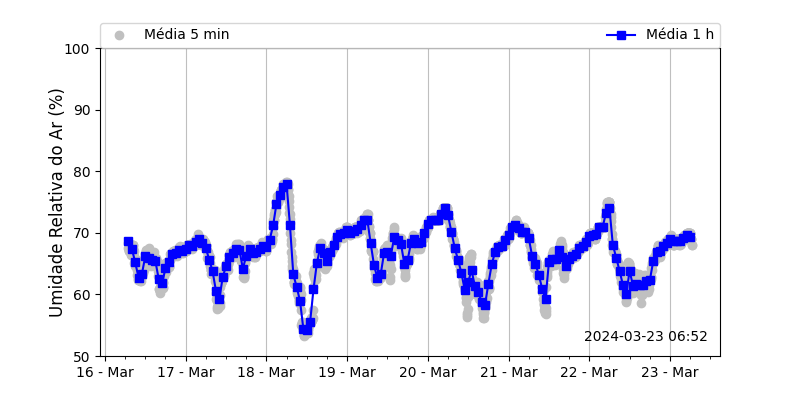 Média 5 min Média 1 h
Umidade Relativa do Ar (%)
100
90
80
70
60
50
2024-03-23 06:52
16 - Mar 17 - Mar 18 - Mar 19 - Mar 20 - Mar 21 - Mar 22 - Mar 23 - Mar